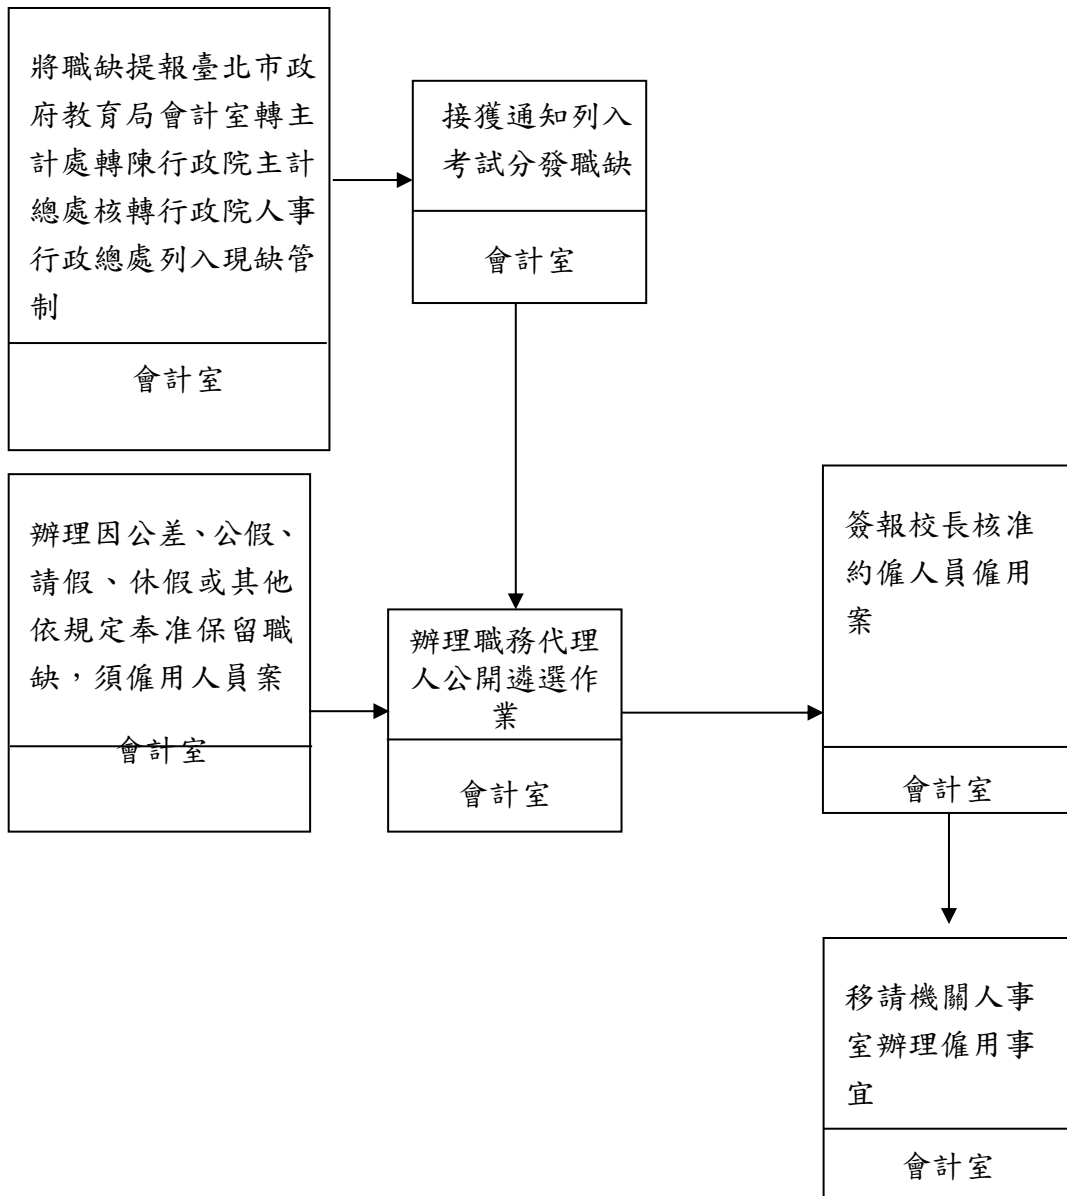 將職缺提報臺北市政
府教育局會計室轉主
計處轉陳行政院主計
總處核轉行政院人事
行政總處列入現缺管
制
會計室
接獲通知列入
考試分發職缺
會計室
辦理因公差、公假、
請假、休假或其他
依規定奉准保留職
缺，須僱用人員案
會計室
辦理職務代理
人公開遴選作
業
會計室
簽報校長核准
約僱人員僱用
案
會計室
移請機關人事
室辦理僱用事
宜
會計室